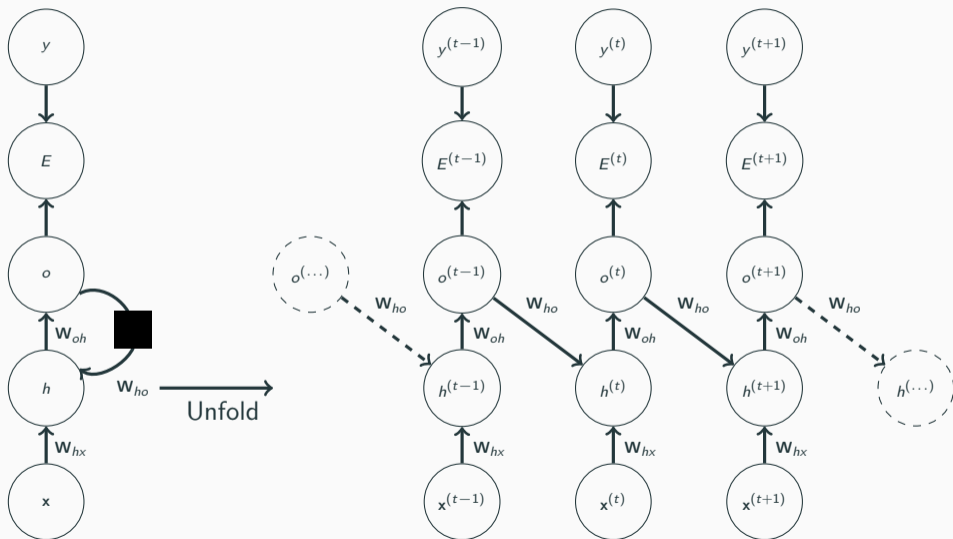 y
y^(t−1)
y^(t)
y^(t+1)
E
E^(t−1)
E^(t)
E^(t+1)
o
o^(...)
o^(t−1)
o^(t)
o^(t+1)
W_ho
W_ho
W_ho
W_ho
W_oh
W_oh
W_oh
W_oh
h
W_ho
Unfold
h^(t−1)
h^(t)
h^(t+1)
h^(...)
W_hx
W_hx
W_hx
W_hx
x
x^(t−1)
x^(t)
x^(t+1)